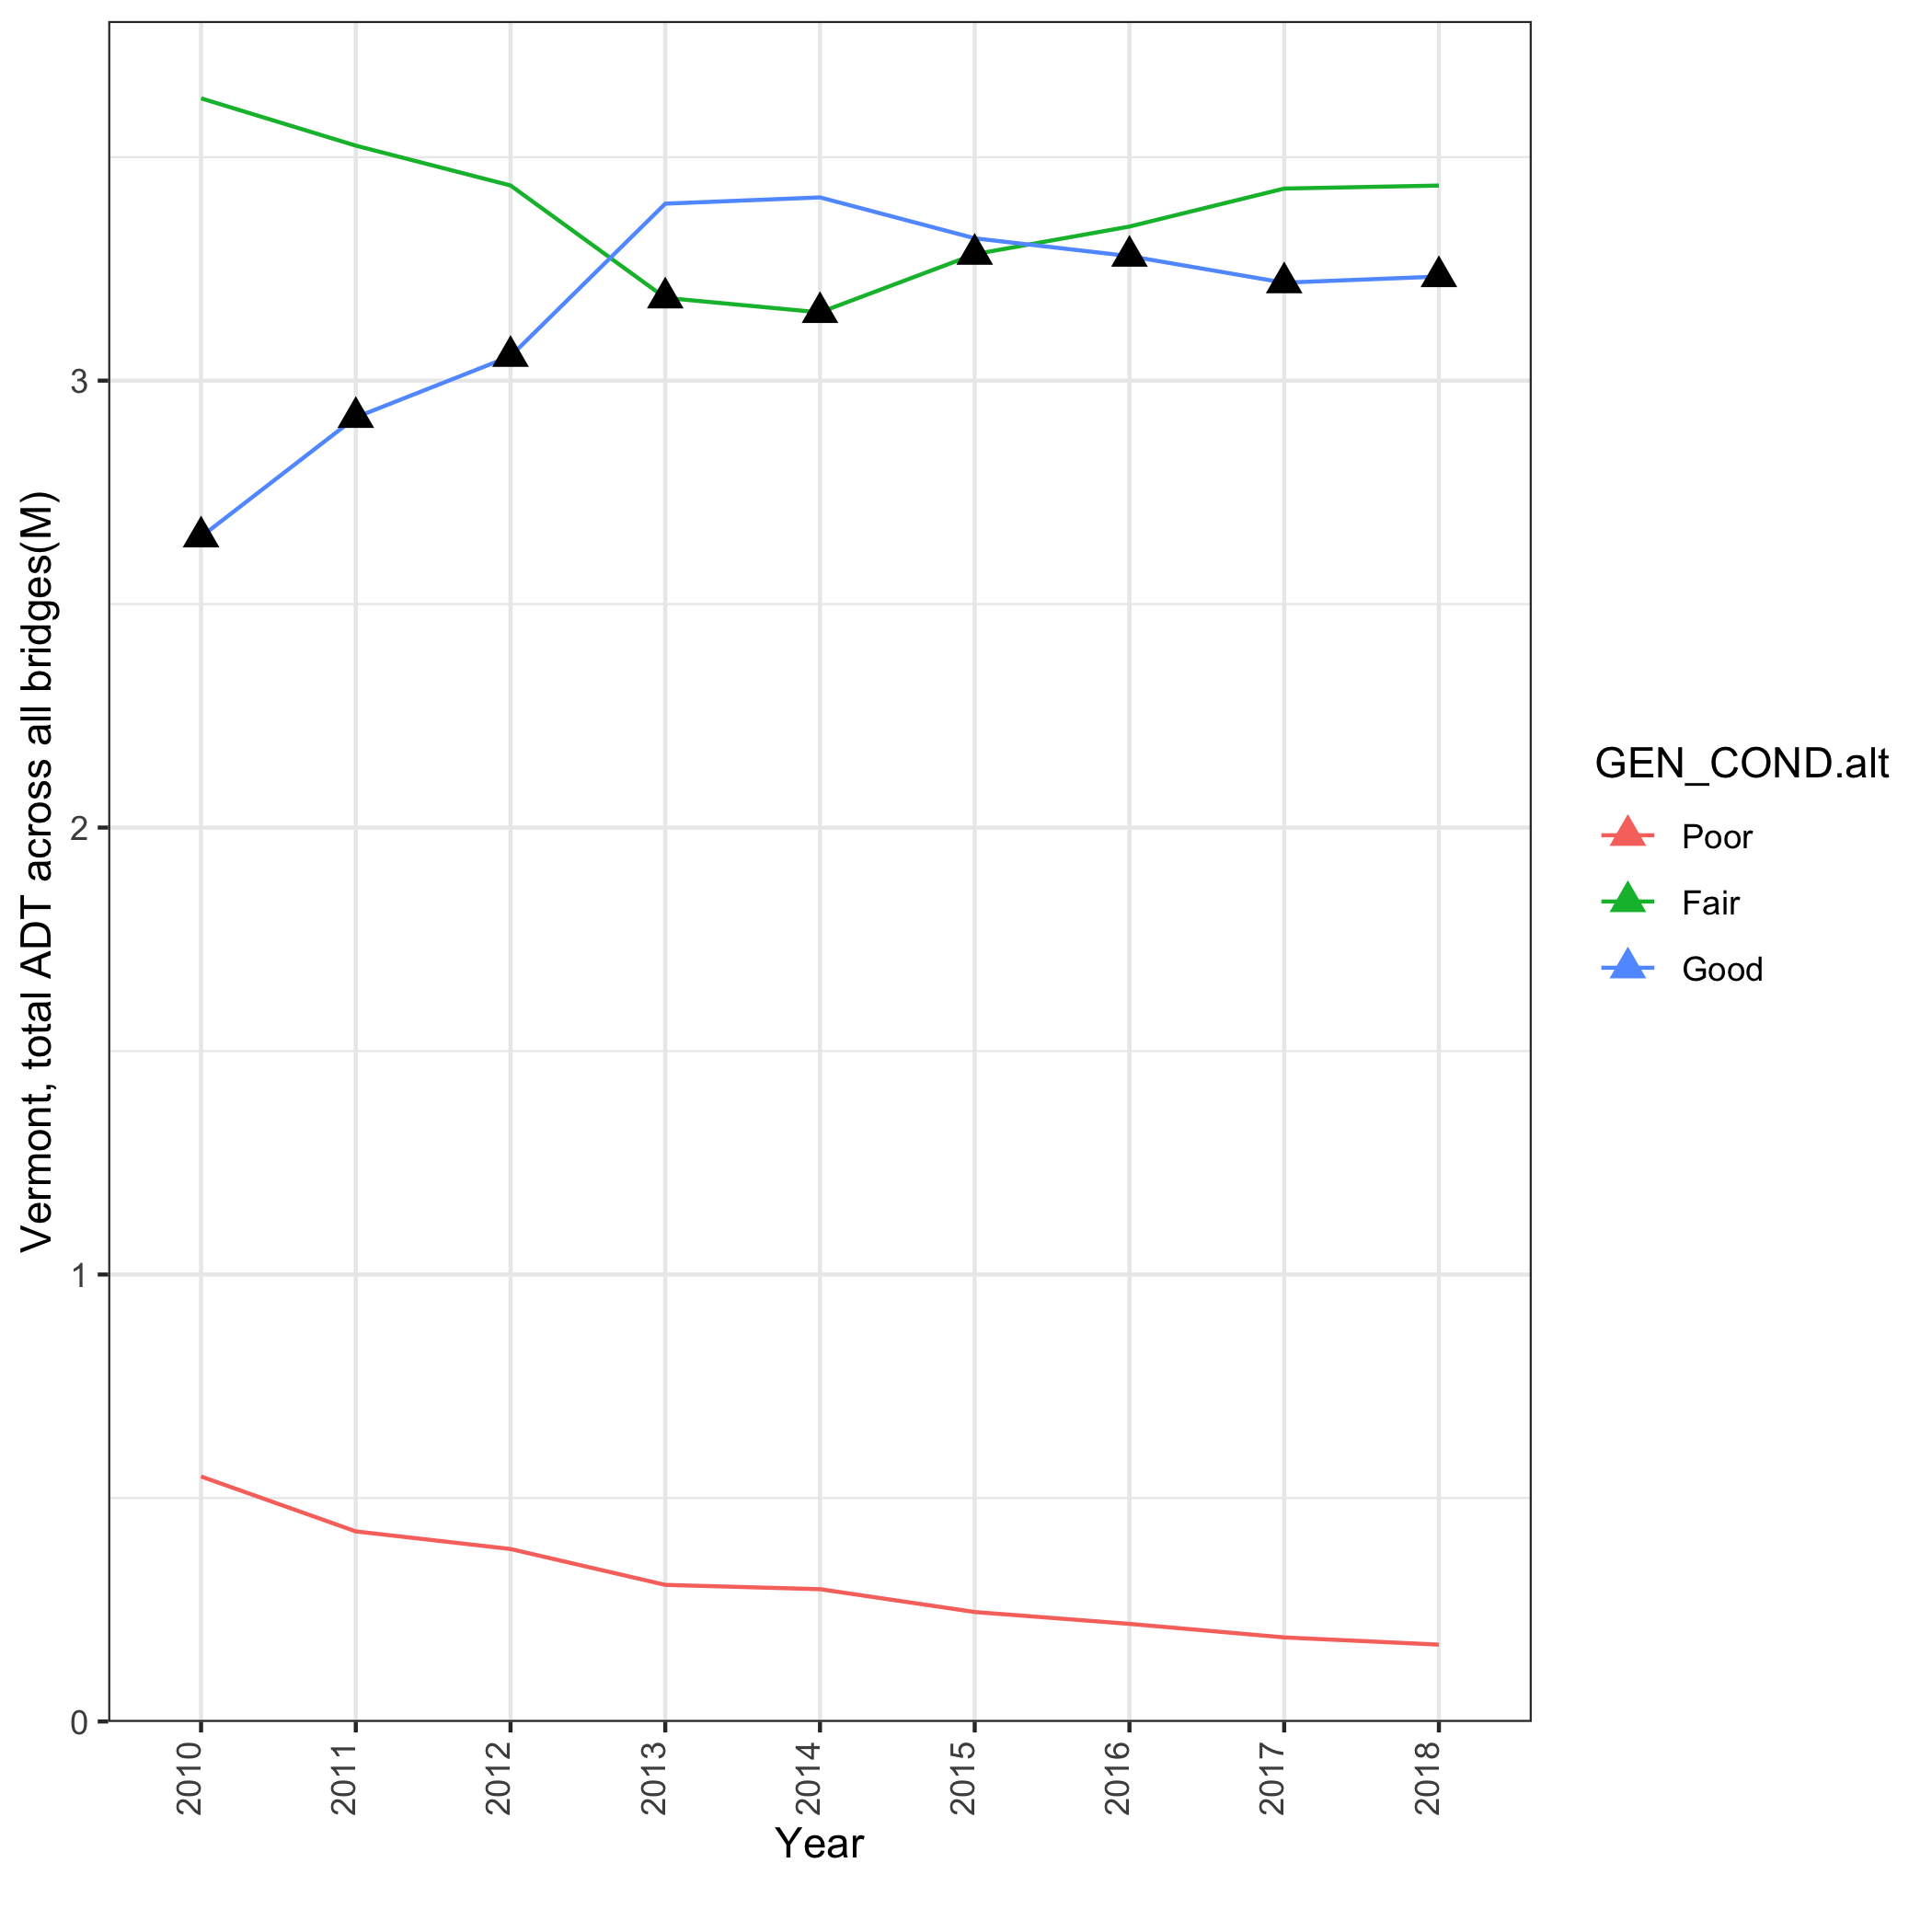 Vermont, total ADT across all bridges(M)
3
2
1
0
2010
2011
2012
2013
2014
2015
2016
2017
2018
Year
GEN_COND.alt
Poor
Fair
Good